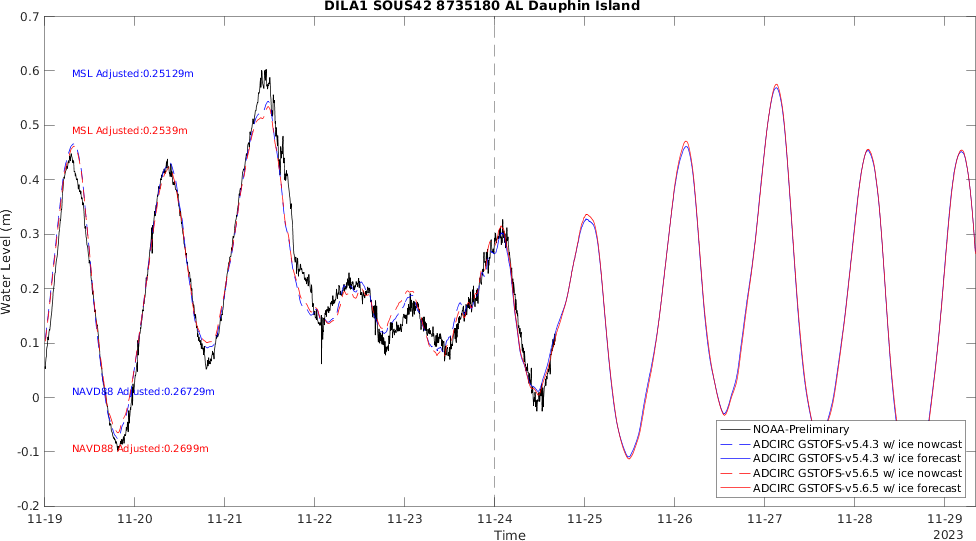 DILA1 SOUS42 8735180 AL Dauphin Island
0.7
0.6
0.5
0.4
0.3
0.2
0.1
0
-0.1
-0.2
Water Level (m)
MSL Adjusted:0.25129m
MSL Adjusted:0.2539m
NAVD88 Adjusted:0.26729m
NAVD88 Adjusted:0.2699m
NOAA-Preliminary
ADCIRC GSTOFS-v5.4.3 w/ ice nowcast
ADCIRC GSTOFS-v5.4.3 w/ ice forecast
ADCIRC GSTOFS-v5.6.5 w/ ice nowcast
ADCIRC GSTOFS-v5.6.5 w/ ice forecast
11-19 11-20 11-21 11-22 11-23 11-24 11-25 11-26 11-27 11-28 11-29
2023
Time